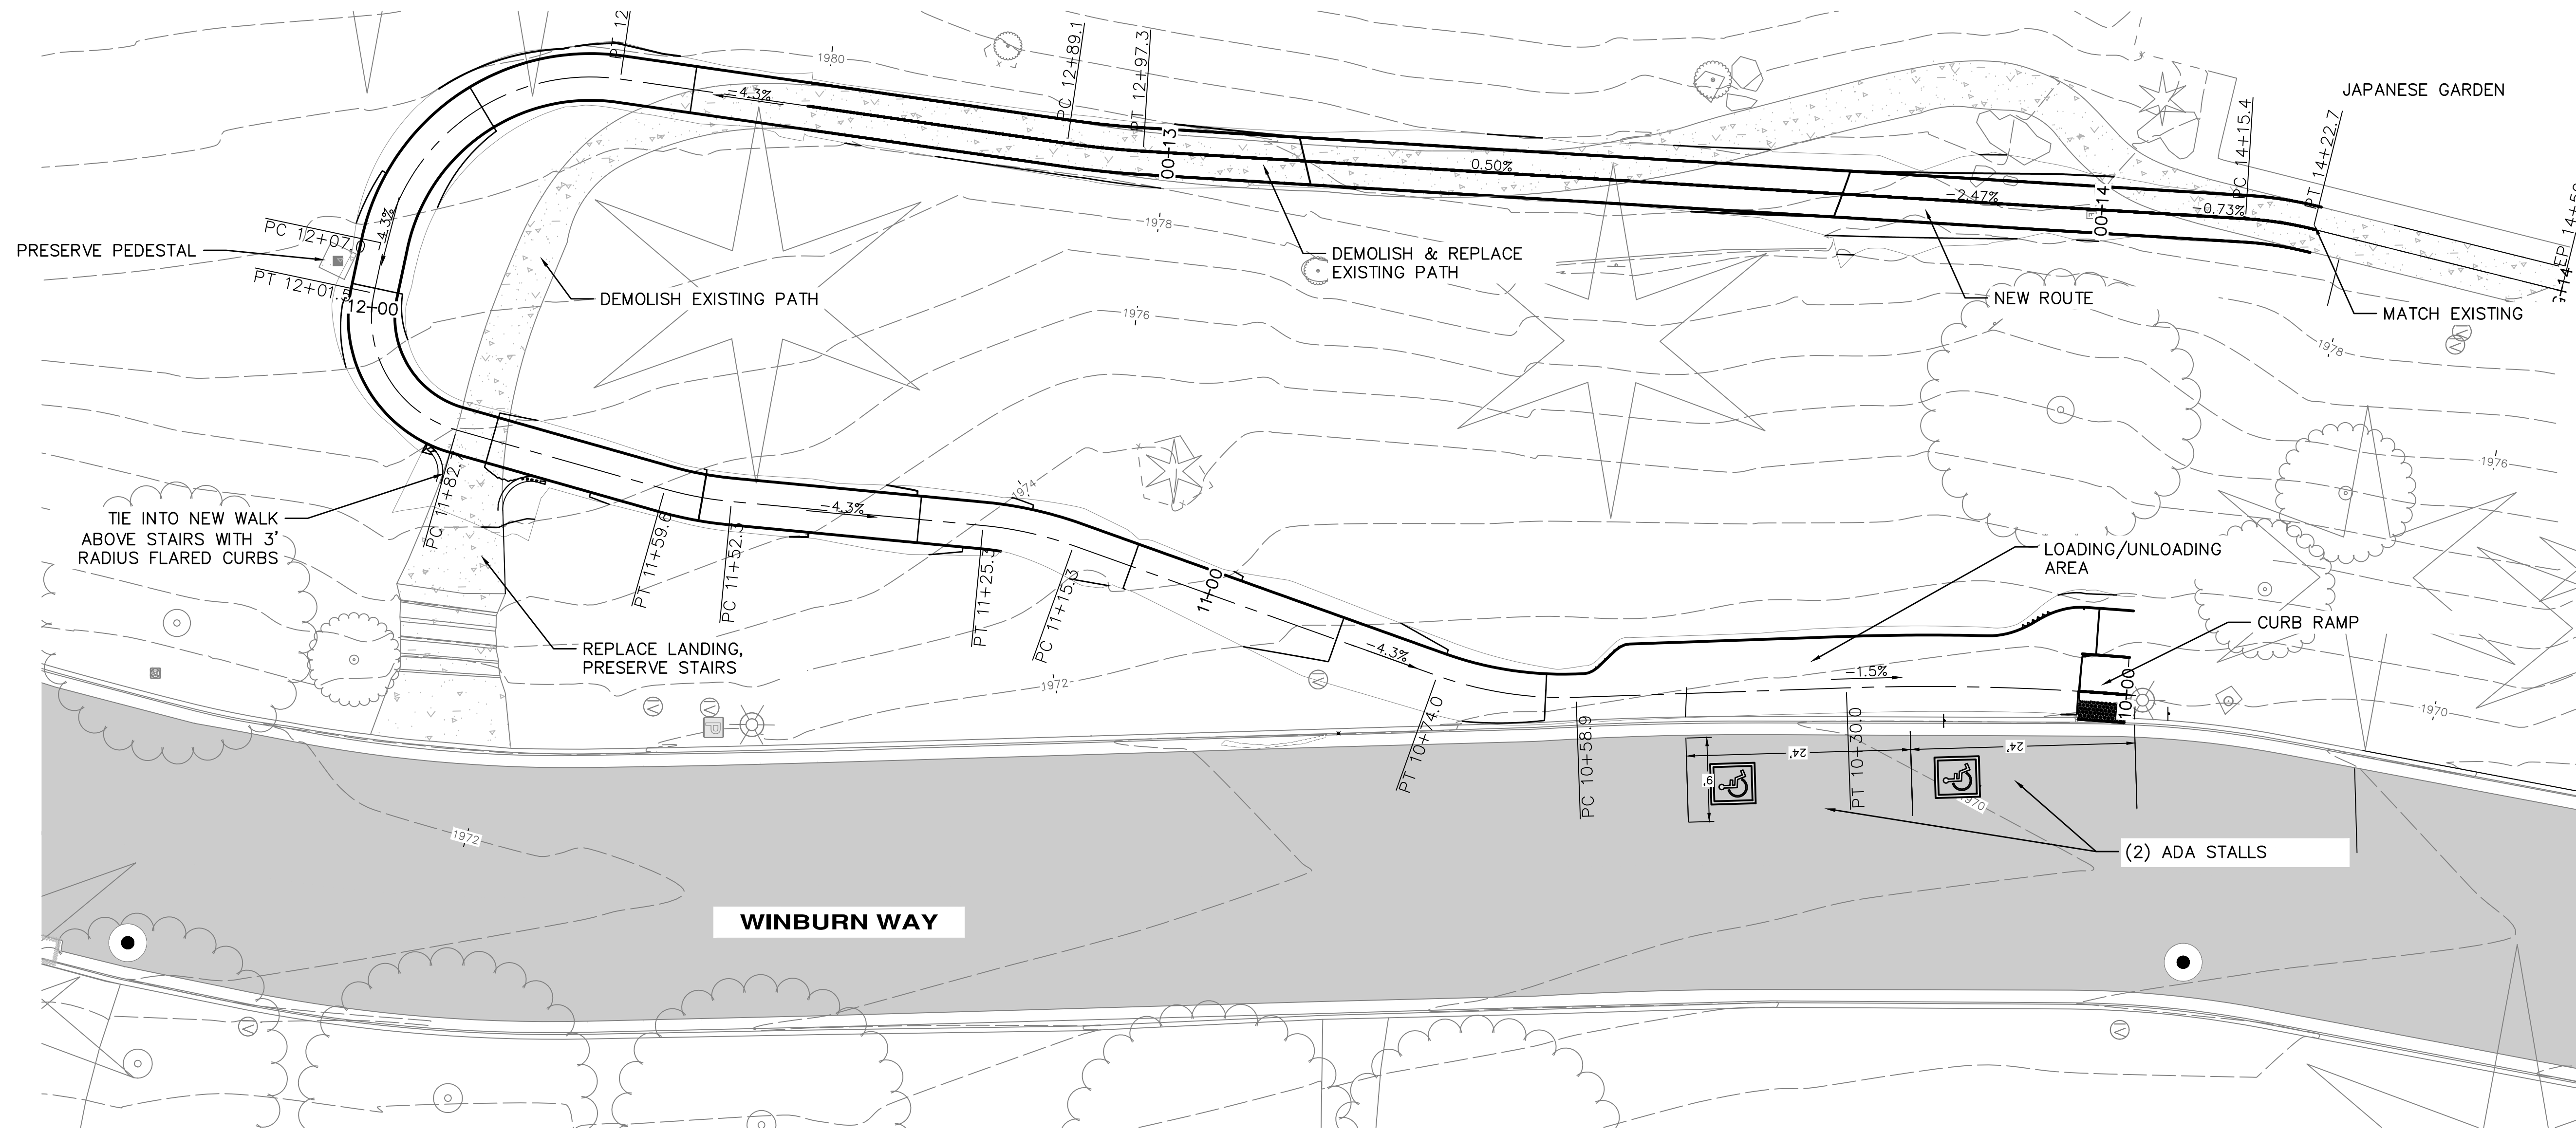 PT 12
1980
PC 12+89.1
PT 12+97.3
JAPANESE GARDEN
-4.3%
13+00
0.50%
-2.47%
14+00
-0.73%
PC 14+15.4
PT 14+22.7
PC 12+07.0
-4.3%
PRESERVE PEDESTAL
PT 12+01.5
12+00
1978
DEMOLISH & REPLACE
EXISTING PATH
DEMOLISH EXISTING PATH
NEW ROUTE
MATCH EXISTING
1976
1978
1976
1974
PC 11+82.7
TIE INTO NEW WALK
ABOVE STAIRS WITH 3'
RADIUS FLARED CURBS
-4.3%
PT 11+59.6
PC 11+52.3
PT 11+25.3
PC 11+15.3
11+00
LOADING/UNLOADING
AREA
CURB RAMP
REPLACE LANDING,
PRESERVE STAIRS
1972
-4.3%
-1.5%
10+00
1970
PT 10+74.0
PC 10+58.9
PT 10+30.0
24'
24'
9'
1970
1972
(2) ADA STALLS
WINBURN WAY